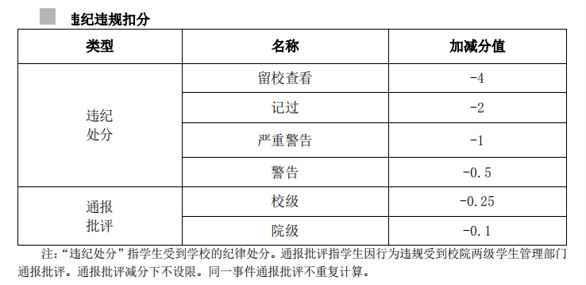 违纪违规扣分
类型 名称 加减分值
违纪
处分
留校查看 -4
记过 -2
严重警告 -1
警告 -0.5
通报
批评
校级 -0.25
院级 -0.1
注：“违纪处分”指学生受到学校的纪律处分。通报批评指学生因行为违规受到校院两级学生管理部门
通报批评。通报批评减分下不设限。同一事件通报批评不重复计算。